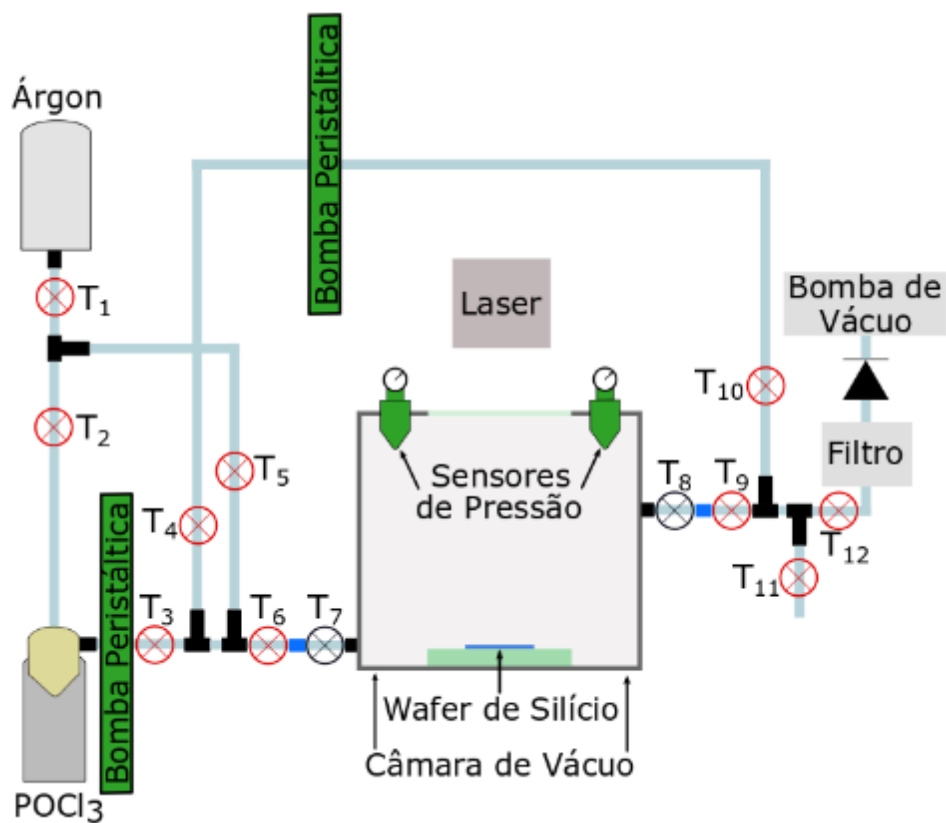 Árgon
Bomba Peristáltica
T1
Laser
Bomba de
Vácuo
T2
T10
T5
Sensores
de Pressão
Filtro
T4
T8
T9
T12
T11
Bomba Peristáltica
T3
T6
T7
Wafer de Silício
Câmara de Vácuo
POCl3